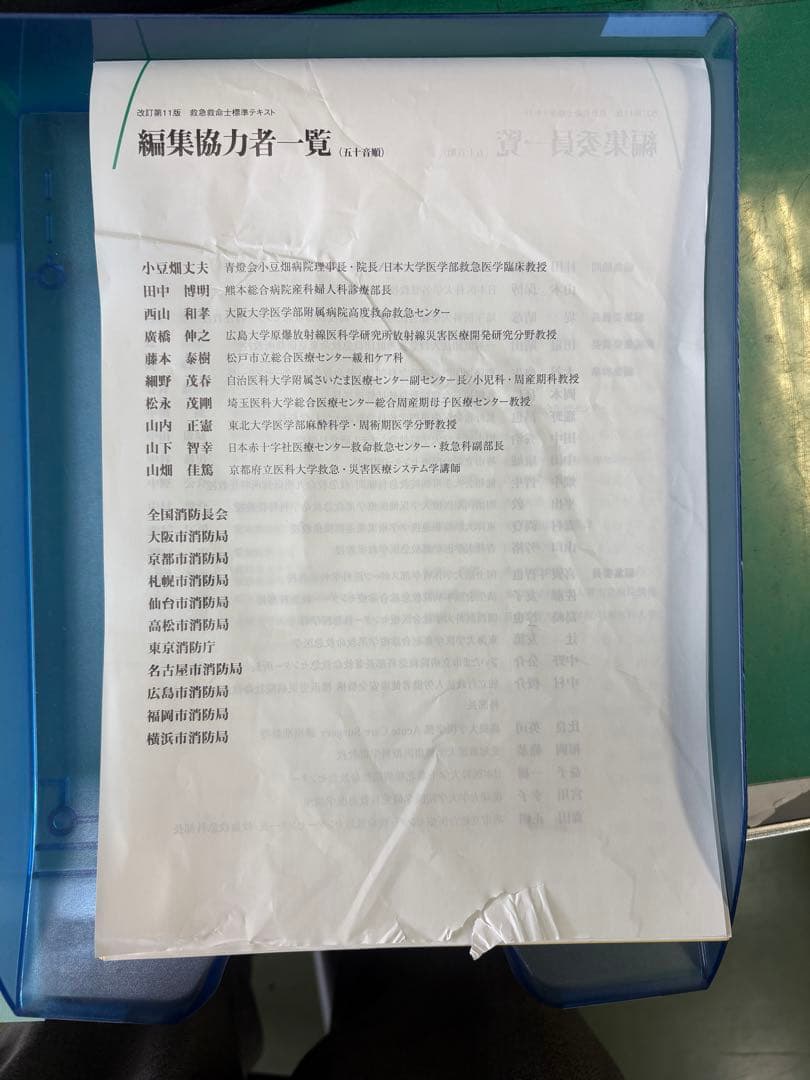 改訂第11版 救急救命士標準テキスト
編集協力者一覧(五十音順)
小豆畑丈夫 青燈会小豆畑病院理事長・院長/日本大学医学部救急医学臨床教授
田中 博明 熊本総合病院産科婦人科診療部長
西山 和孝 大阪大学医学部附属病院高度救命救急センター
廣橋 伸之 広島大学原爆放射線医科学研究所放射線災害医療開発研究分野教授
藤本 泰樹 松戸市立総合医療センター緩和ケア科
細野 茂春 自治医科大学附属さいたま医療センター副センター長/小児科・周産期科教授
松永 茂剛 埼玉医科大学総合医療センター総合周産期母子医療センター教授
山内 正憲 東北大学医学部麻酔科学・周術期医学分野教授
山下 智幸 日本赤十字社医療センター救命救急センター・救急科副部長
山畑 佳篤 京都府立医科大学救急・災害医療システム学講師
全国消防長会
大阪市消防局
京都市消防局
札幌市消防局
仙台市消防局
高松市消防局
東京消防庁
名古屋市消防局
広島市消防局
福岡市消防局
横浜市消防局